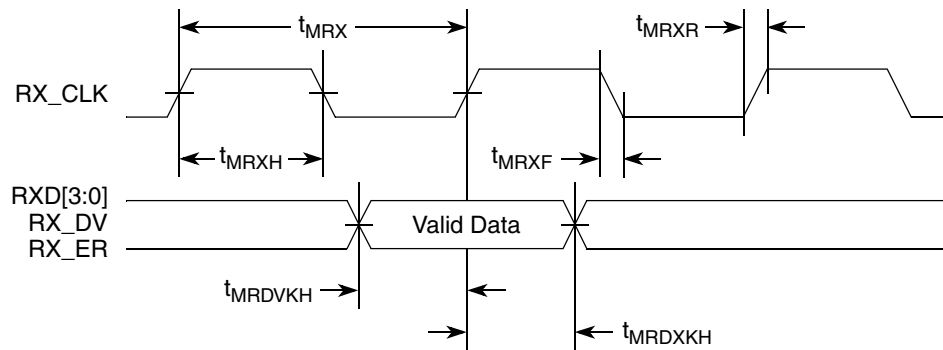 tMRX
tMRXR
RX_CLK
tMRXH
tMRXF
RXD[3:0]
RX_DV
Valid Data
RX_ER
tMRDVKH
tMRDXKH